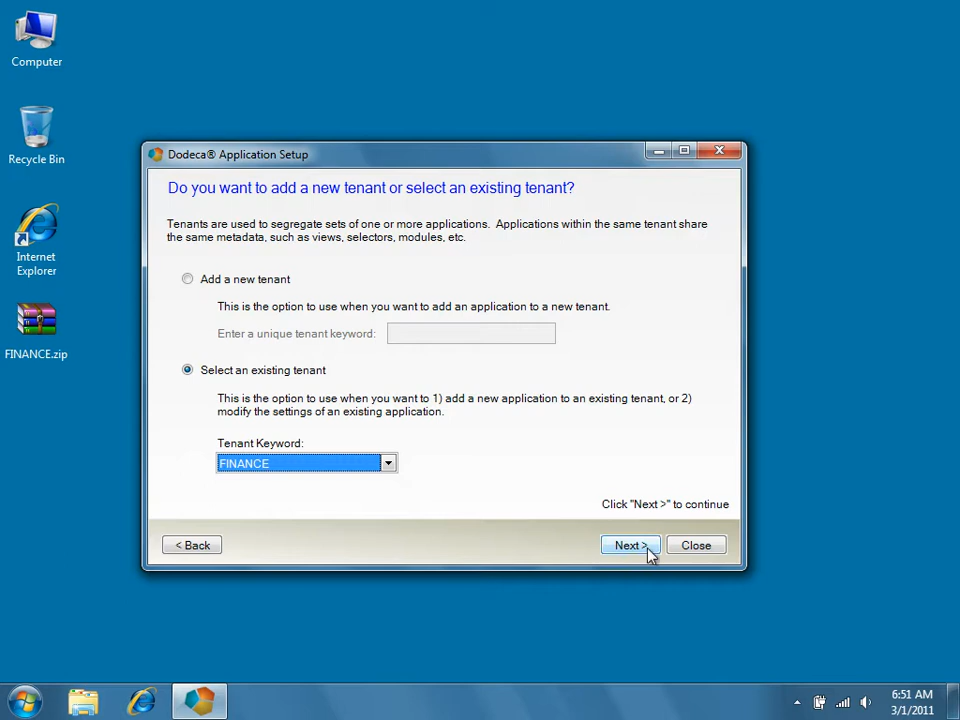 Computer
Recycle Bin
Internet
Explorer
FINANCE.zip
Dodeca® Application Setup
Do you want to add a new tenant or select an existing tenant?
Tenants are used to segregate sets of one or more applications. Applications within the same tenant share
the same metadata, such as views, selectors, modules, etc.
Add a new tenant
This is the option to use when you want to add an application to a new tenant.
Enter a unique tenant keyword:
Select an existing tenant
This is the option to use when you want to 1) add a new application to an existing tenant, or 2)
modify the settings of an existing application.
Tenant Keyword:
FINANCE
Click "Next >" to continue
< Back
Next >
Close
6:51 AM
3/1/2011